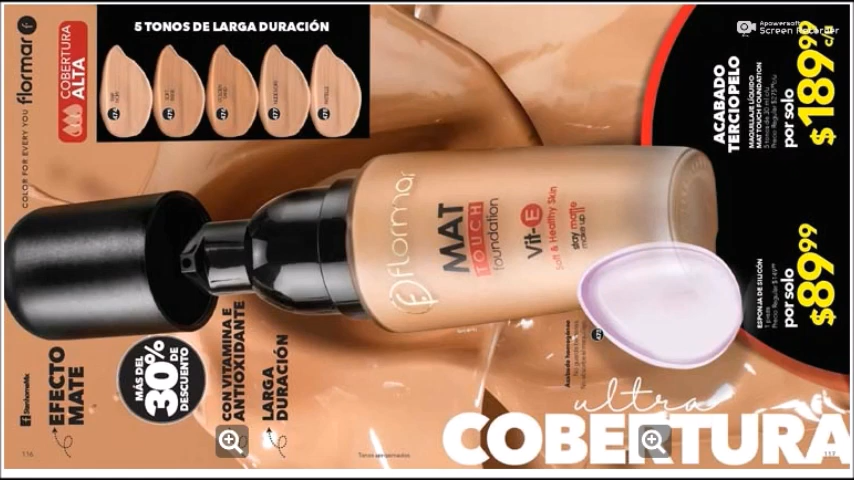 COLOR FOR EVERY YOU flormar
COBERTURA
ALTA
5 TONOS DE LARGA DURACIÓN
flormar
MAT
TOUCH
foundation
Vit-E
Soft & Healthy Skin
stay matte
make up
Apowersoft
Screen Recorder
ACABADO
TERCIOPELO
MAQUILLAJE LÍQUIDO
MAT TOUCH FOUNDATION
por solo
$189.99 c/u
ESPONJA DE SILICÓN
1 pieza
por solo
$89.99
EFECTO
MATE
MÁS DEL
30%
DE
DESCUENTO
CON VITAMINA E
ANTIOXIDANTE
LARGA
DURACIÓN
ultra
COBERTURA
116
117